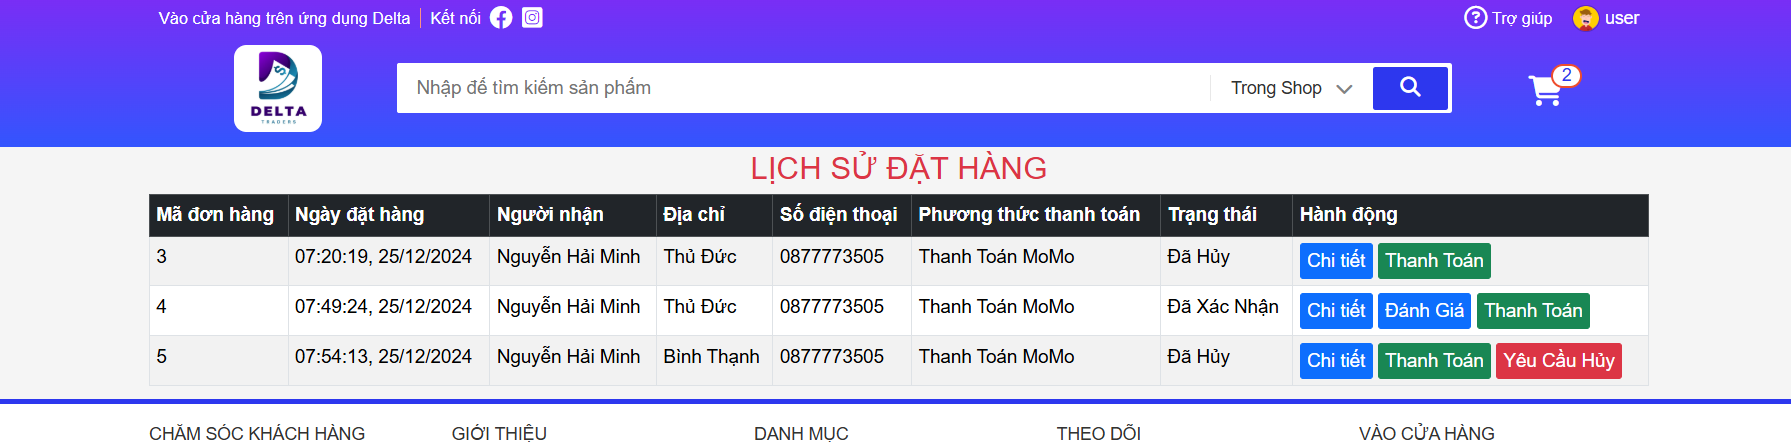 Vào cửa hàng trên ứng dụng Delta Kết nối Trợ giúp user
DELTA
TRADERS
Nhập để tìm kiếm sản phẩm Trong Shop 2
LỊCH SỬ ĐẶT HÀNG
Mã đơn hàng Ngày đặt hàng Người nhận Địa chỉ Số điện thoại Phương thức thanh toán Trạng thái Hành động
3 07:20:19, 25/12/2024 Nguyễn Hải Minh Thủ Đức 0877773505 Thanh Toán MoMo Đã Hủy Chi tiết Thanh Toán
4 07:49:24, 25/12/2024 Nguyễn Hải Minh Thủ Đức 0877773505 Thanh Toán MoMo Đã Xác Nhận Chi tiết Đánh Giá Thanh Toán
5 07:54:13, 25/12/2024 Nguyễn Hải Minh Bình Thạnh 0877773505 Thanh Toán MoMo Đã Hủy Chi tiết Thanh Toán Yêu Cầu Hủy
CHĂM SÓC KHÁCH HÀNG GIỚI THIỆU DANH MỤC THEO DÕI VÀO CỬA HÀNG